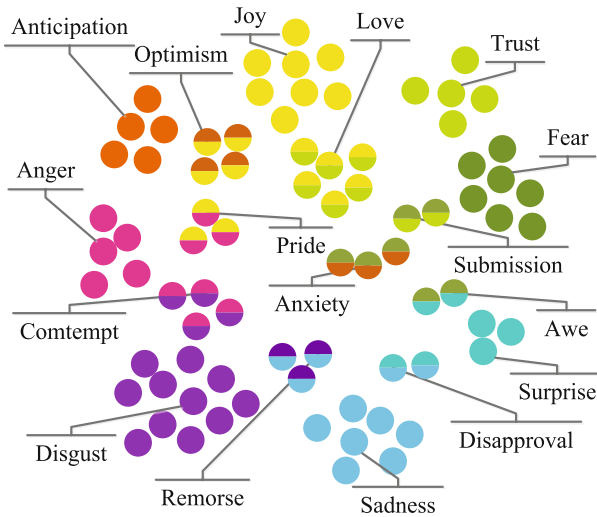 Joy
Love
Anticipation
Optimism
Trust
Fear
Anger
Pride
Submission
Anxiety
Comtempt
Awe
Surprise
Disgust
Disapproval
Remorse
Sadness